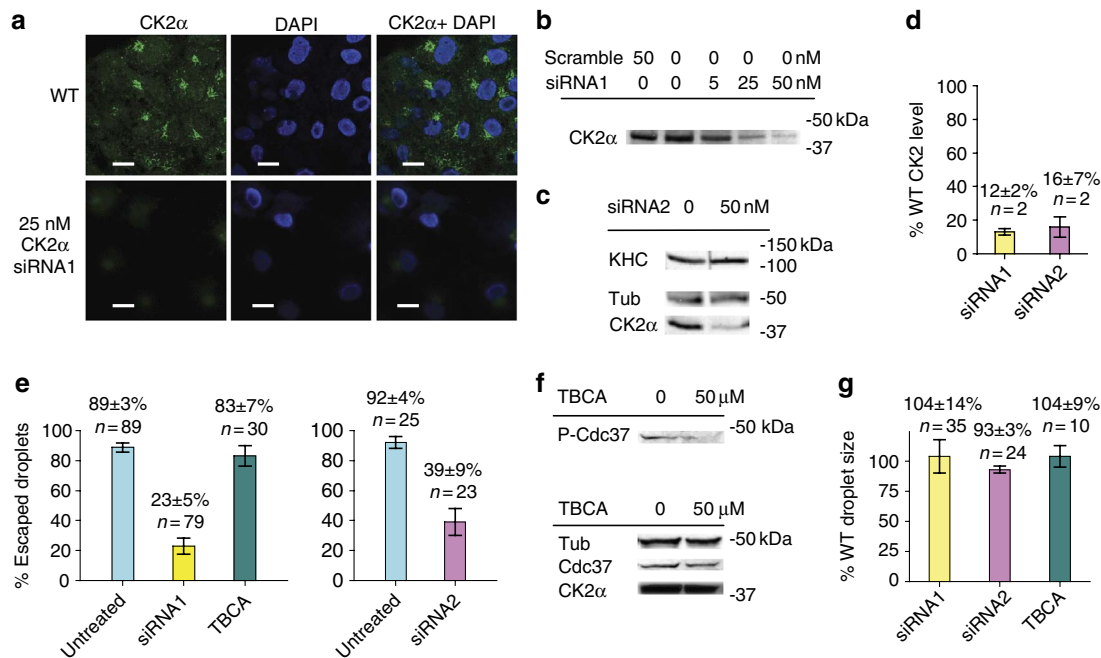 a
CK2α DAPI CK2α+ DAPI
WT
25 nM
CK2α
siRNA1
b
Scramble 50 0 0 0 0 nM
siRNA1 0 0 5 25 50 nM
-50 kDa
CK2α
-37
c
siRNA2 0 50 nM
-150 kDa
KHC
-100
Tub -50
CK2α -37
d
% WT CK2 level
100
80
60
40
20
0
12±2%
n=2
16±7%
n=2
siRNA1 siRNA2
e
% Escaped droplets
100
80
60
40
20
0
89±3%
n=89
23±5%
n=79
83±7%
n=30
Untreated siRNA1 TBCA
100
80
60
40
20
0
92±4%
n=25
39±9%
n=23
Untreated siRNA2
f
TBCA 0 50 µM
P-Cdc37 -50 kDa
TBCA 0 50 µM
Tub -50 kDa
Cdc37
CK2α -37
g
% WT droplet size
100
75
50
25
0
104±14%
n=35
93±3%
n=24
104±9%
n=10
siRNA1 siRNA2 TBCA